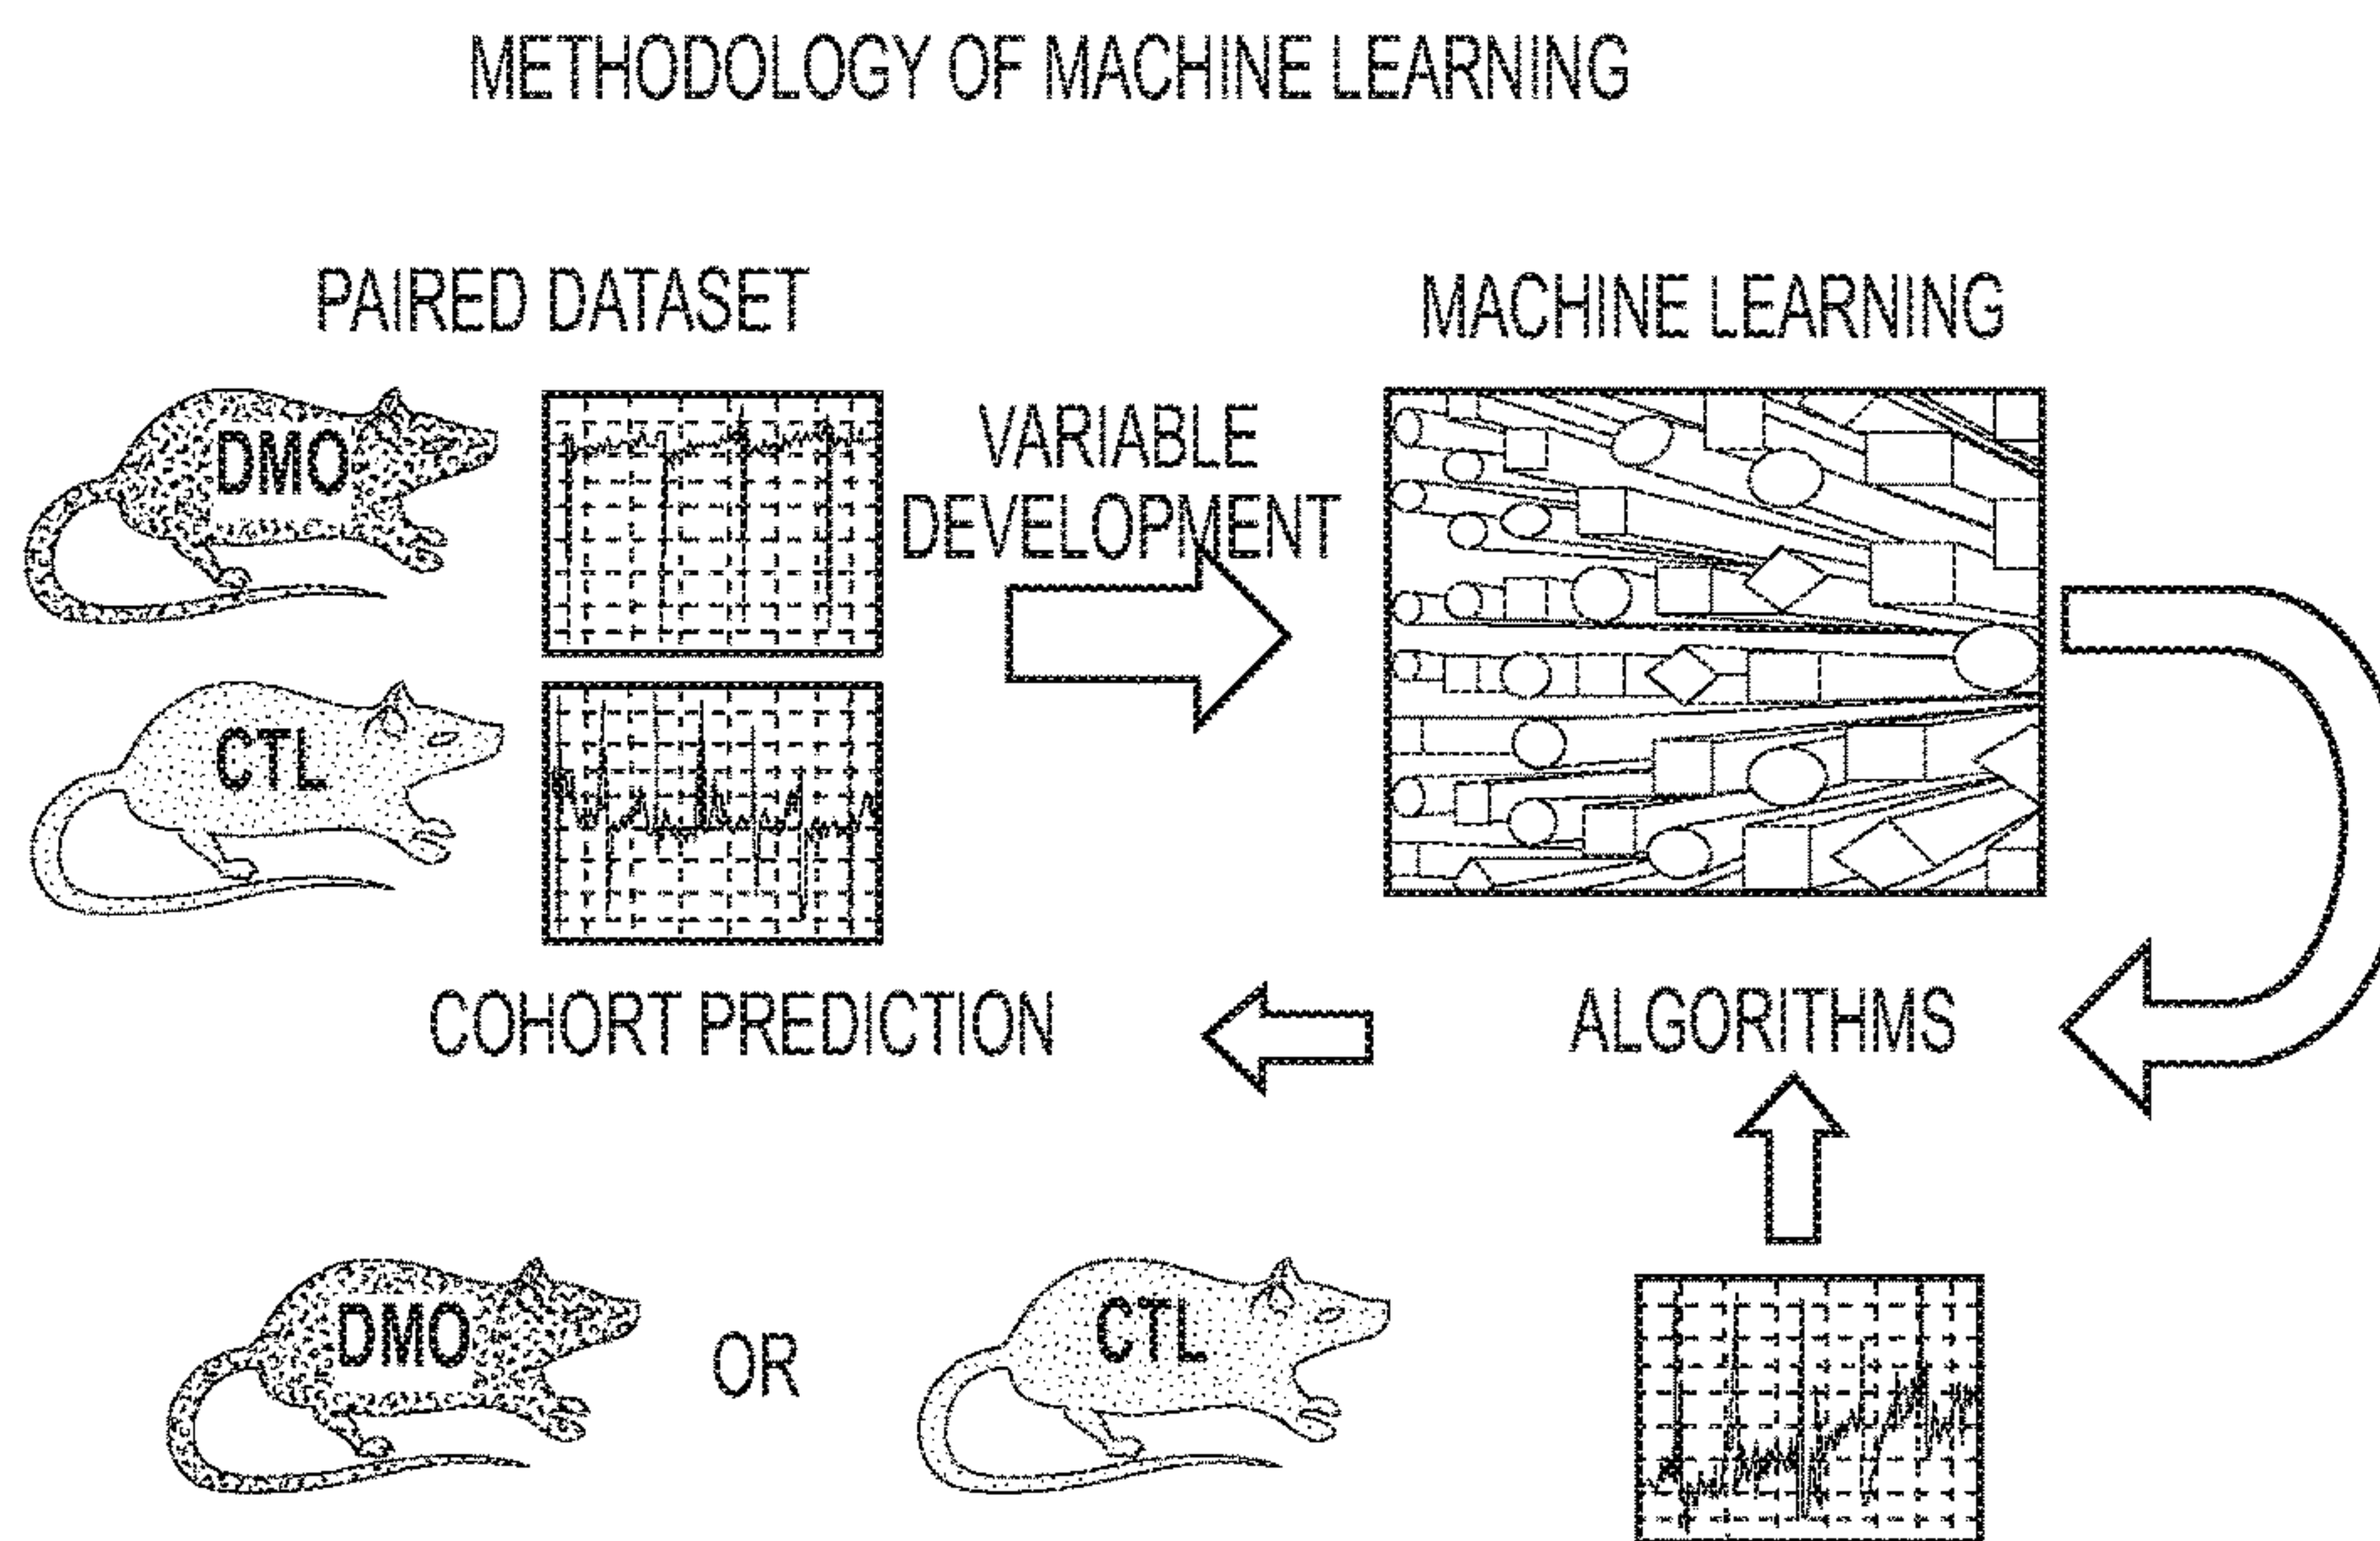 METHODOLOGY OF MACHINE LEARNING
PAIRED DATASET
MACHINE LEARNING
DMO
VARIABLE
DEVELOPMENT
CTL
COHORT PREDICTION
ALGORITHMS
DMO
OR
CTL